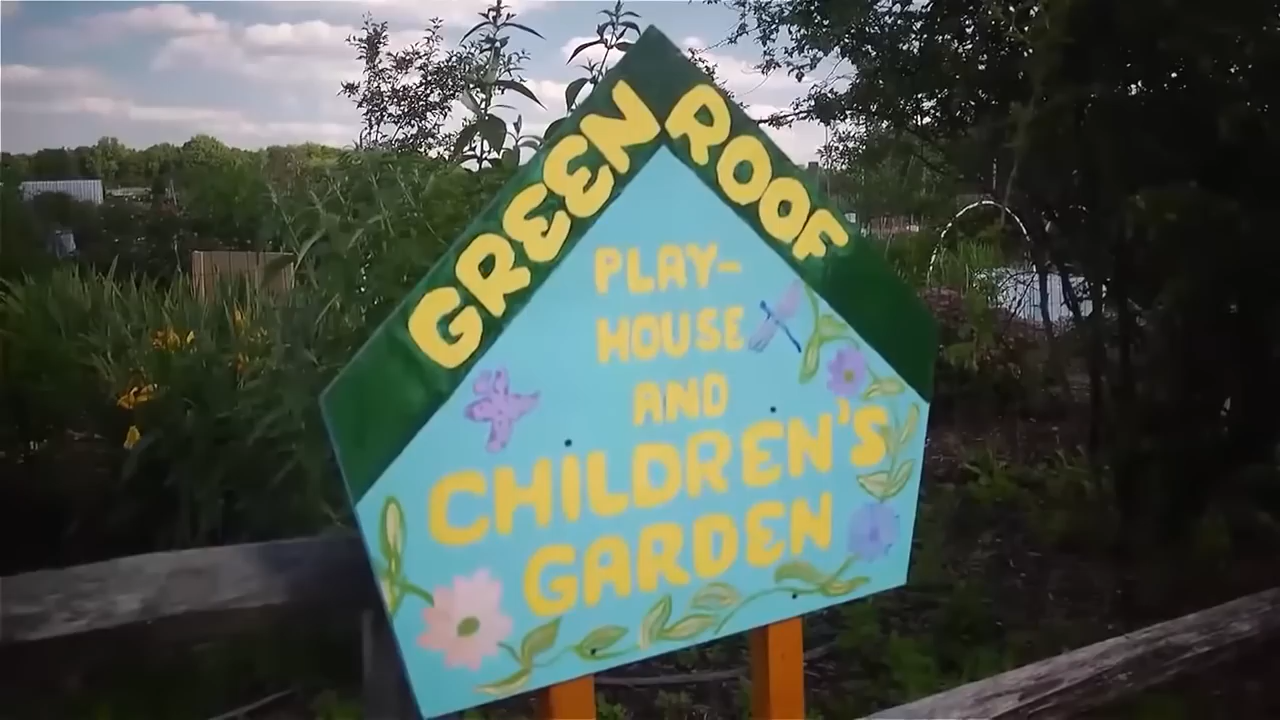 GREEN ROOF
PLAY-
HOUSE
AND
CHILDREN'S
GARDEN